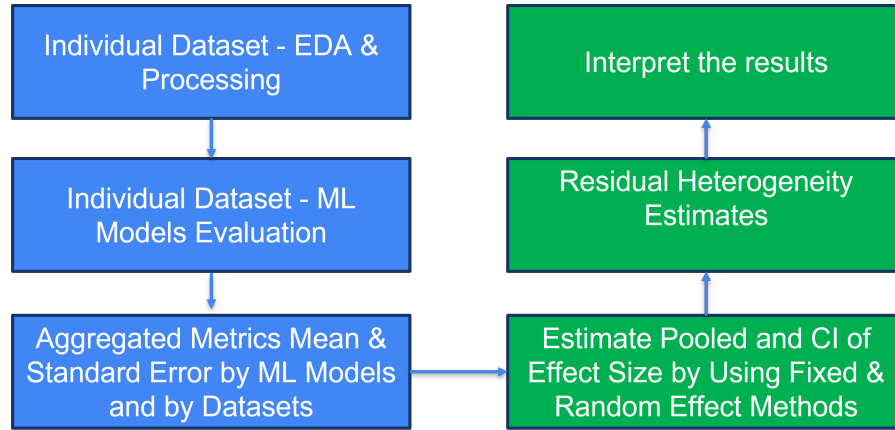 Individual Dataset - EDA &
Processing
Individual Dataset - ML
Models Evaluation
Aggregated Metrics Mean &
Standard Error by ML Models
and by Datasets
Estimate Pooled and CI of
Effect Size by Using Fixed &
Random Effect Methods
Residual Heterogeneity
Estimates
Interpret the results